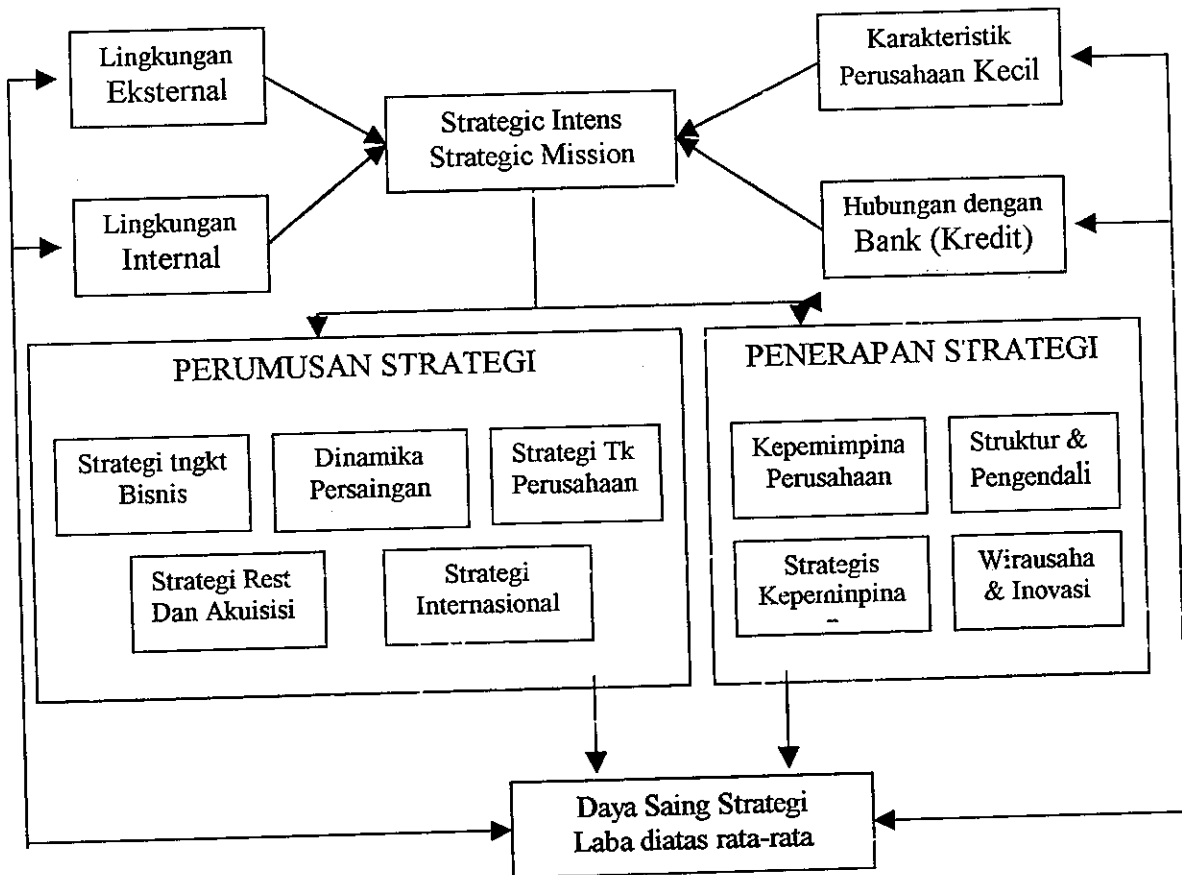 Lingkungan
Eksternal
Karakteristik
Perusahaan Kecil
Strategic Intens
Strategic Mission
Lingkungan
Internal
Hubungan dengan
Bank (Kredit)
PERUMUSAN STRATEGI
Strategi tngkt
Bisnis
Dinamika
Persaingan
Strategi Tk
Perusahaan
Strategi Rest
Dan Akuisisi
Strategi
Internasional
PENERAPAN STRATEGI
Kepemimpina
Perusahaan
Struktur &
Pengendali
Strategis
Kepeminpina
Wirausaha
& Inovasi
Daya Saing Strategi
Laba diatas rata-rata